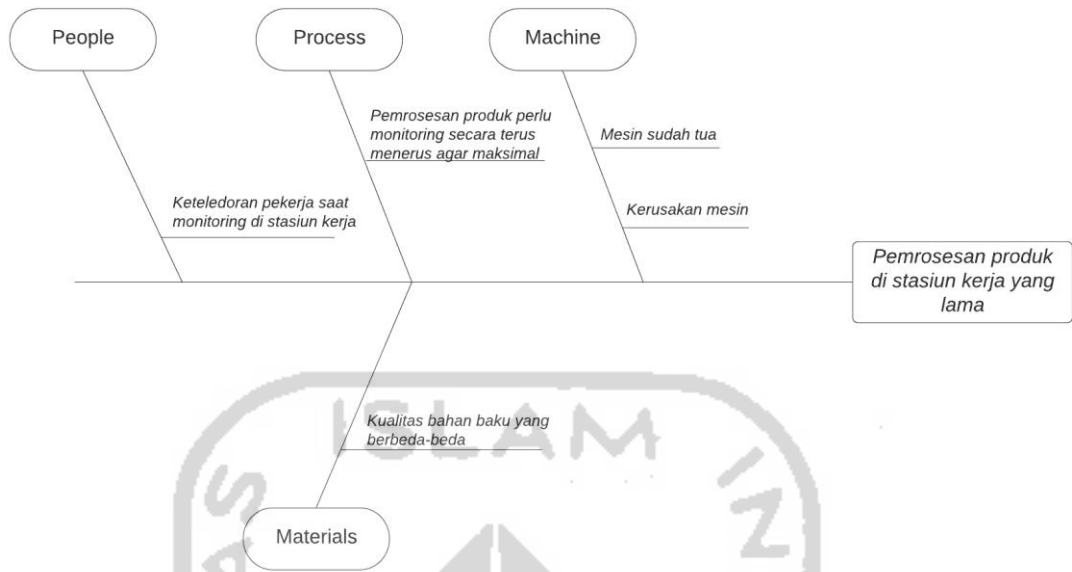 People
Process
Machine
Pemrosesan produk perlu
monitoring secara terus
menerus agar maksimal
Mesin sudah tua
Keteledoran pekerja saat
monitoring di stasiun kerja
Kerusakan mesin
Pemrosesan produk
di stasiun kerja yang
lama
Kualitas bahan baku yang
berbeda-beda
Materials
ISLAM